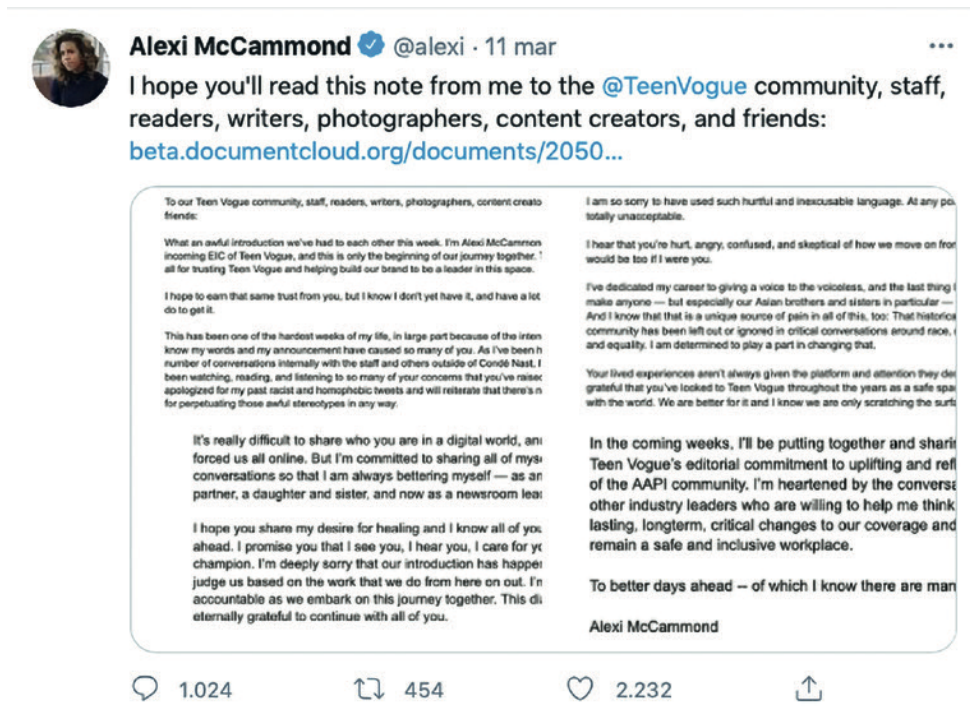 Alexi McCammond @alexi · 11 mar
I hope you'll read this note from me to the @TeenVogue community, staff,
readers, writers, photographers, content creators, and friends:
beta.documentcloud.org/documents/2050...
To our Teen Vogue community, staff, readers, writers, photographers, content creato
friends:
What an awful introduction we've had to each other this week. I'm Alexi McCammon
incoming EIC of Teen Vogue, and this is only the beginning of our journey together.
all for trusting Teen Vogue and helping build our brand to be a leader in this space.
I hope to earn that same trust from you, but I know I don't yet have it, and have a lot
do to get it.
This has been one of the hardest weeks of my life, in large part because of the inten
know my words and my announcement have caused so many of you. As I've been h
number of conversations internally with the staff and others outside of Condé Nast, I
been watching, reading, and listening to so many of your concerns that you've raised
apologized for my past racist and homophobic tweets and will reiterate that there's n
for perpetuating those awful stereotypes in any way.
It's really difficult to share who you are in a digital world, an
forced us all online. But I'm committed to sharing all of mys
conversations so that I am always bettering myself — as an
partner, a daughter and sister, and now as a newsroom lea
I hope you share my desire for healing and I know all of you
ahead. I promise you that I see you, I hear you, I care for yo
champion. I'm deeply sorry that our introduction has happe
judge us based on the work that we do from here on out. I'm
accountable as we embark on this journey together. This di
eternally grateful to continue with all of you.
I am so sorry to have used such hurtful and inexcusable language. At any po
totally unacceptable.
I hear that you're hurt, angry, confused, and skeptical of how we move on fron
would be too if I were you.
I've dedicated my career to giving a voice to the voiceless, and the last thing I
make anyone — but especially our Asian brothers and sisters in particular —
And I know that that is a unique source of pain in all of this, too: That historica
community has been left out or ignored in critical conversations around race,
and equality. I am determined to play a part in changing that.
Your lived experiences aren't always given the platform and attention they de
grateful that you've looked to Teen Vogue throughout the years as a safe spa
with the world. We are better for it and I know we are only scratching the surf
In the coming weeks, I'll be putting together and sharin
Teen Vogue's editorial commitment to uplifting and refl
of the AAPI community. I'm heartened by the conversa
other industry leaders who are willing to help me think
lasting, longterm, critical changes to our coverage and
remain a safe and inclusive workplace.
To better days ahead – of which I know there are man
Alexi McCammond
1.024 454 2.232